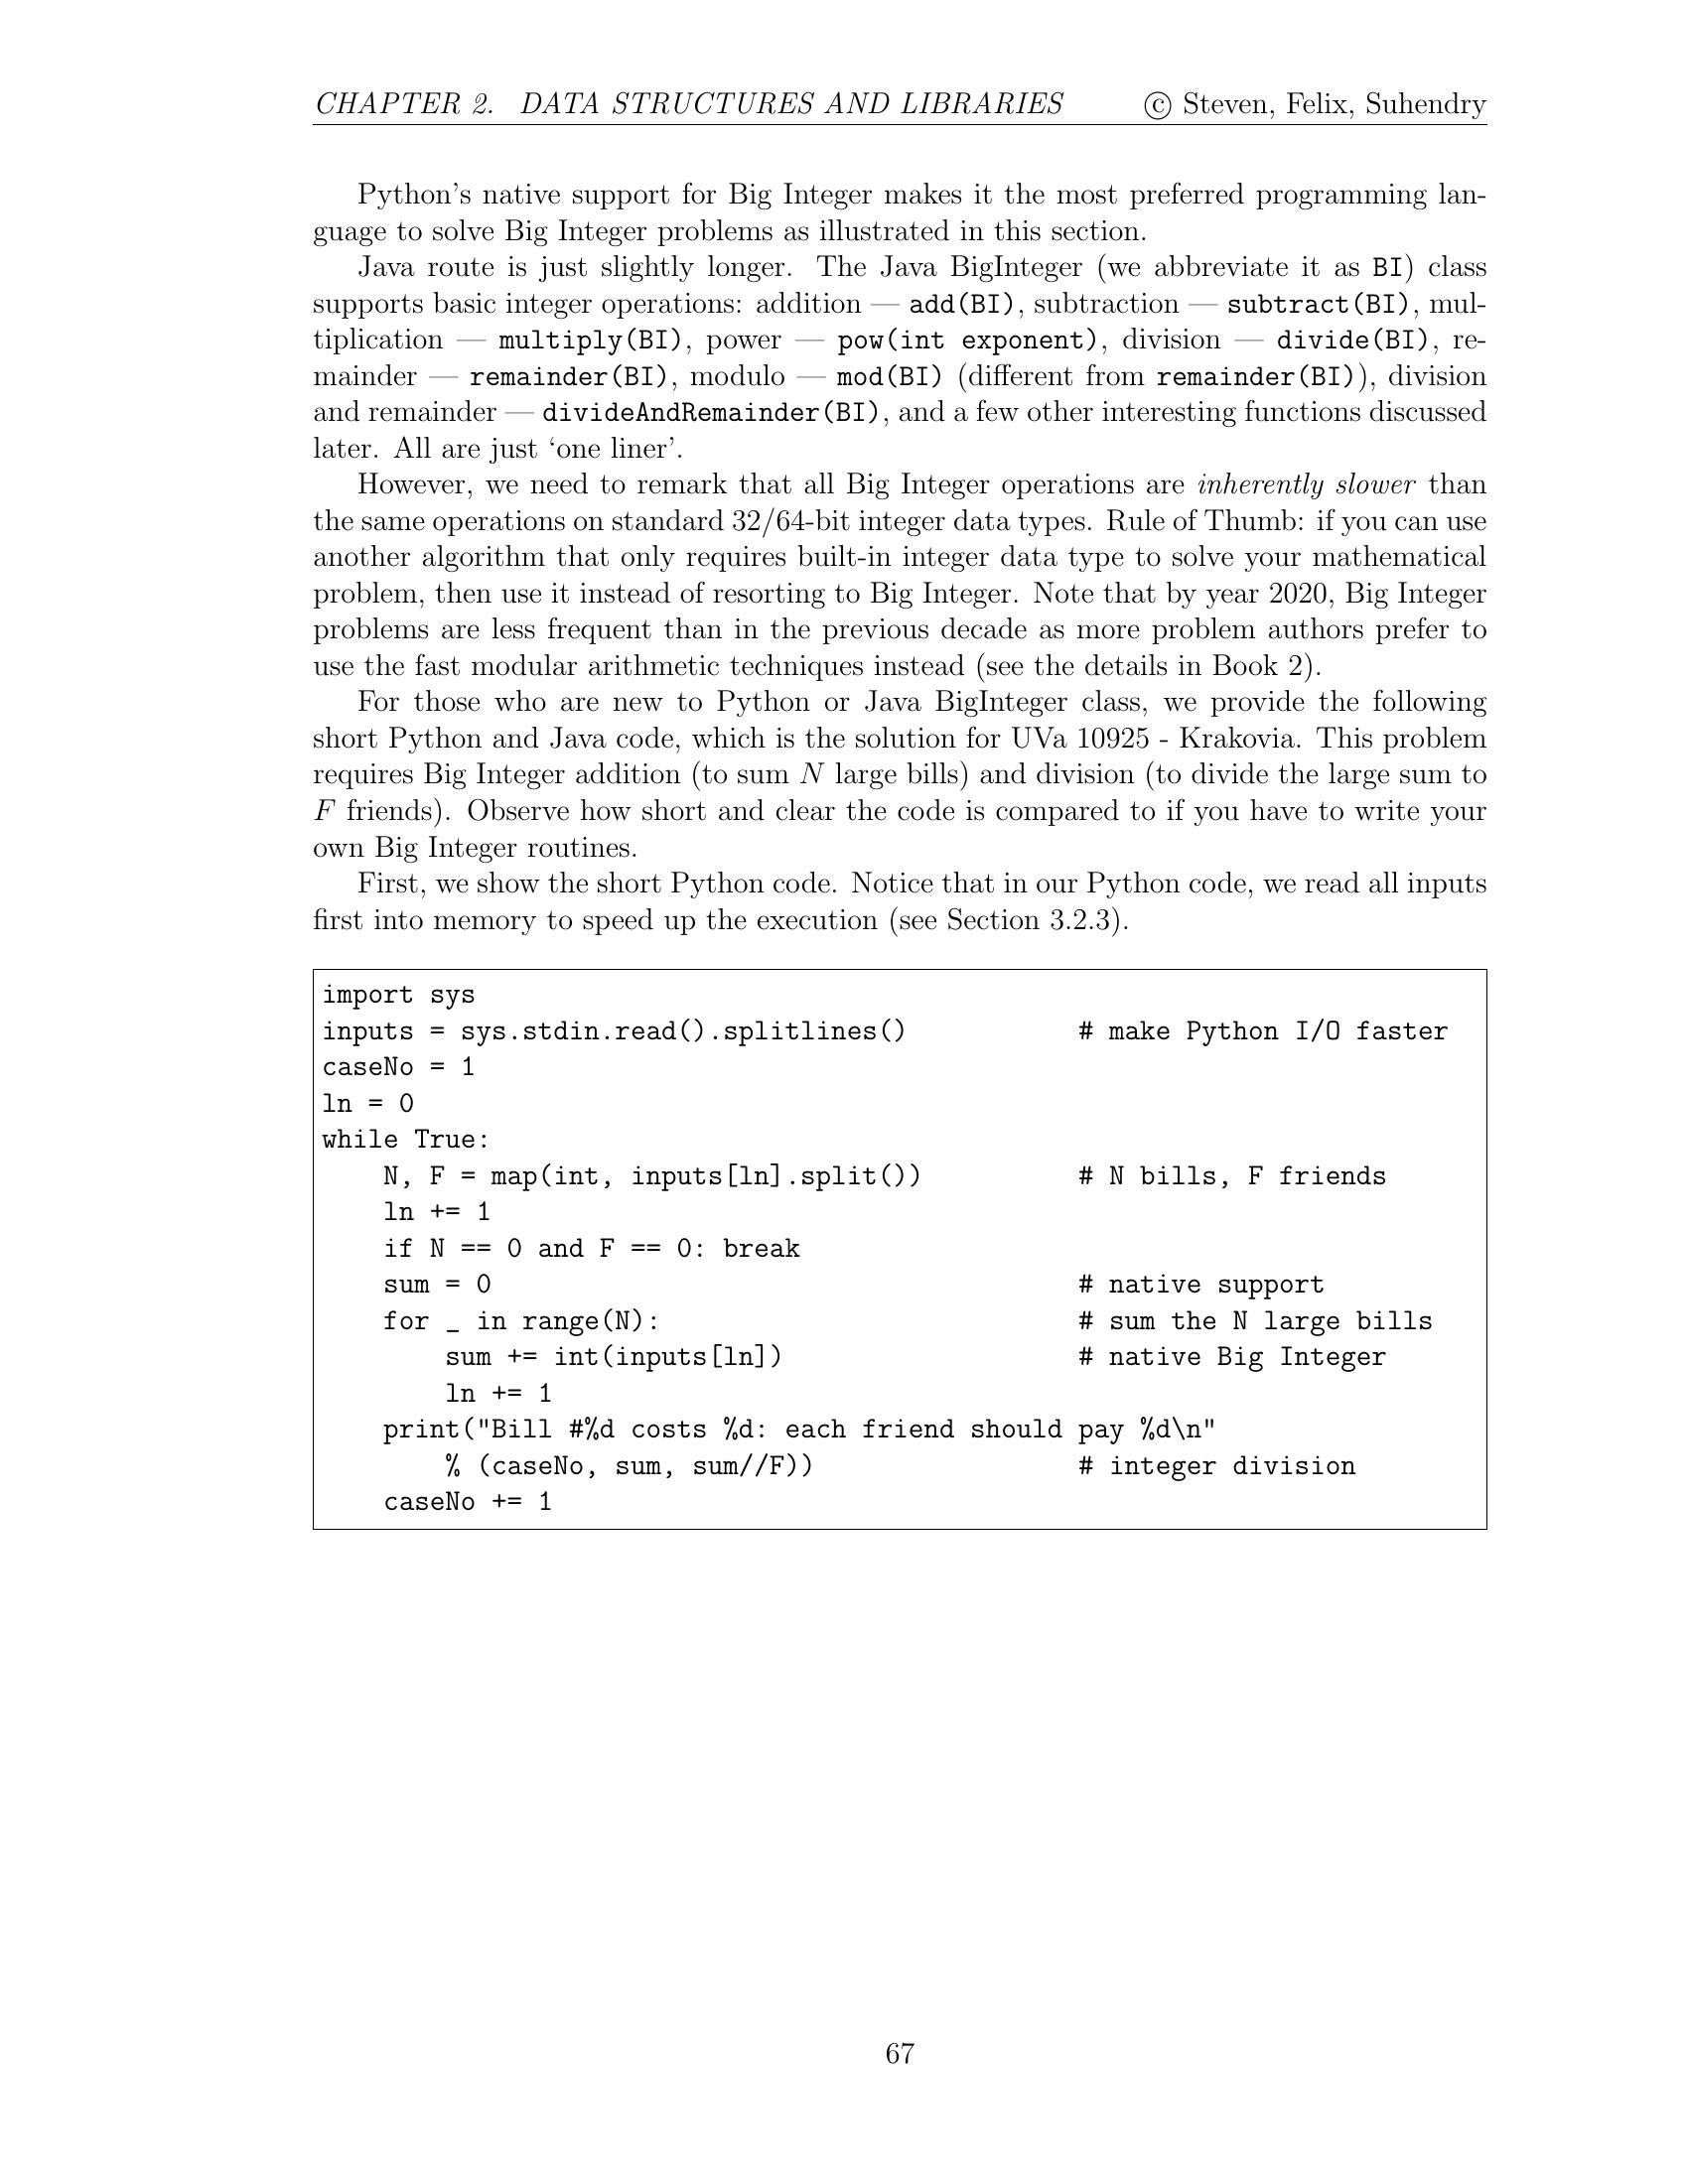 CHAPTER 2. DATA STRUCTURES AND LIBRARIES © Steven, Felix, Suhendry
Python's native support for Big Integer makes it the most preferred programming lan-
guage to solve Big Integer problems as illustrated in this section.
Java route is just slightly longer. The Java BigInteger (we abbreviate it as BI) class
supports basic integer operations: addition — add(BI), subtraction — subtract(BI), mul-
tiplication — multiply(BI), power — pow(int exponent), division — divide(BI), re-
mainder — remainder(BI), modulo — mod(BI) (different from remainder(BI)), division
and remainder — divideAndRemainder(BI), and a few other interesting functions discussed
later. All are just ‘one liner’.
However, we need to remark that all Big Integer operations are inherently slower than
the same operations on standard 32/64-bit integer data types. Rule of Thumb: if you can use
another algorithm that only requires built-in integer data type to solve your mathematical
problem, then use it instead of resorting to Big Integer. Note that by year 2020, Big Integer
problems are less frequent than in the previous decade as more problem authors prefer to
use the fast modular arithmetic techniques instead (see the details in Book 2).
For those who are new to Python or Java BigInteger class, we provide the following
short Python and Java code, which is the solution for UVa 10925 - Krakovia. This problem
requires Big Integer addition (to sum N large bills) and division (to divide the large sum to
F friends). Observe how short and clear the code is compared to if you have to write your
own Big Integer routines.
First, we show the short Python code. Notice that in our Python code, we read all inputs
first into memory to speed up the execution (see Section 3.2.3).
import sys
inputs = sys.stdin.read().splitlines() # make Python I/O faster
caseNo = 1
ln = 0
while True:
    N, F = map(int, inputs[ln].split()) # N bills, F friends
    ln += 1
    if N == 0 and F == 0: break
    sum = 0 # native support
    for _ in range(N): # sum the N large bills
        sum += int(inputs[ln]) # native Big Integer
        ln += 1
    print("Bill #%d costs %d: each friend should pay %d\n"
        % (caseNo, sum, sum//F)) # integer division
    caseNo += 1
67